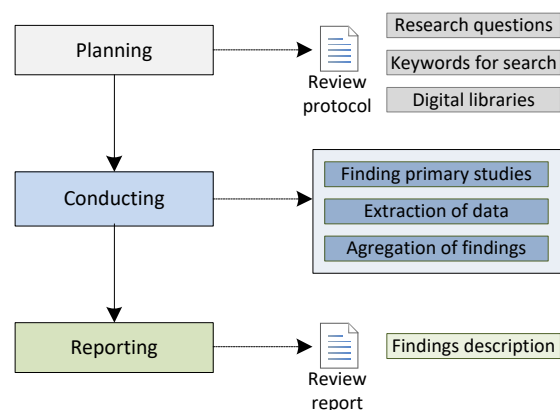 Planning
Review
protocol
Research questions
Keywords for search
Digital libraries
Conducting
Finding primary studies
Extraction of data
Agregation of findings
Reporting
Review
report
Findings description